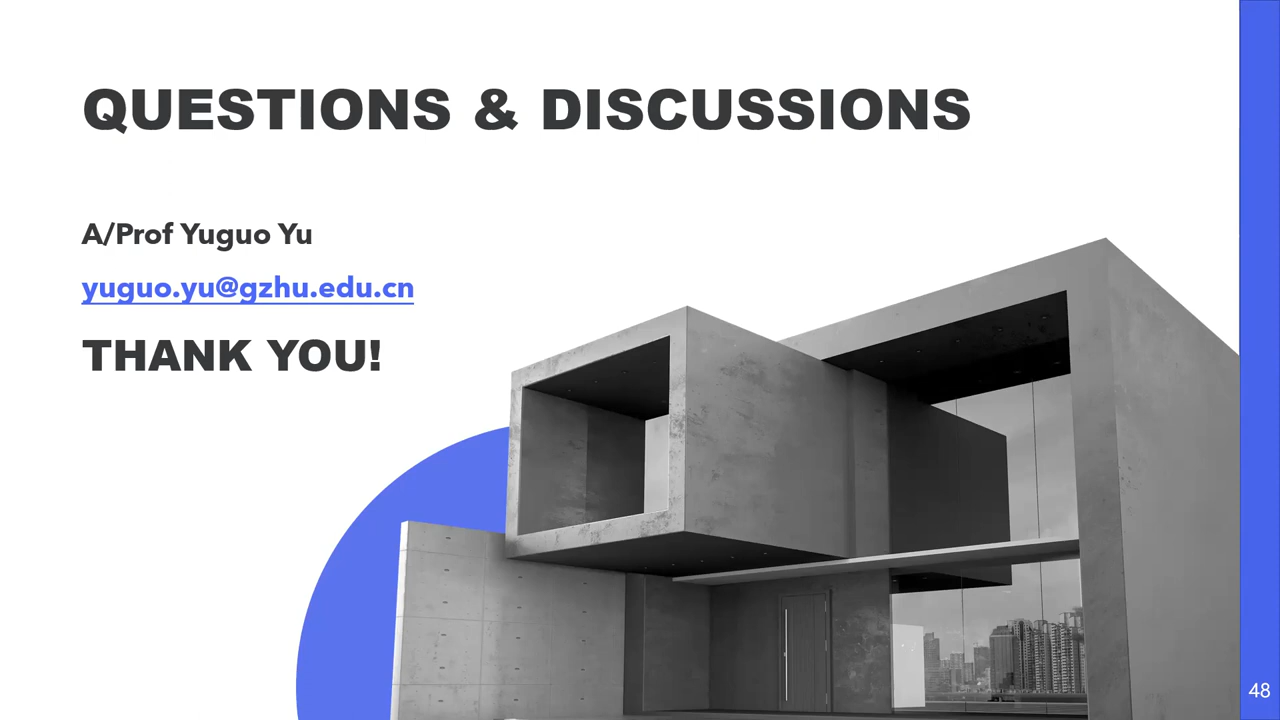 QUESTIONS & DISCUSSIONS
A/Prof Yuguo Yu
yuguo.yu@gzhu.edu.cn
THANK YOU!
48